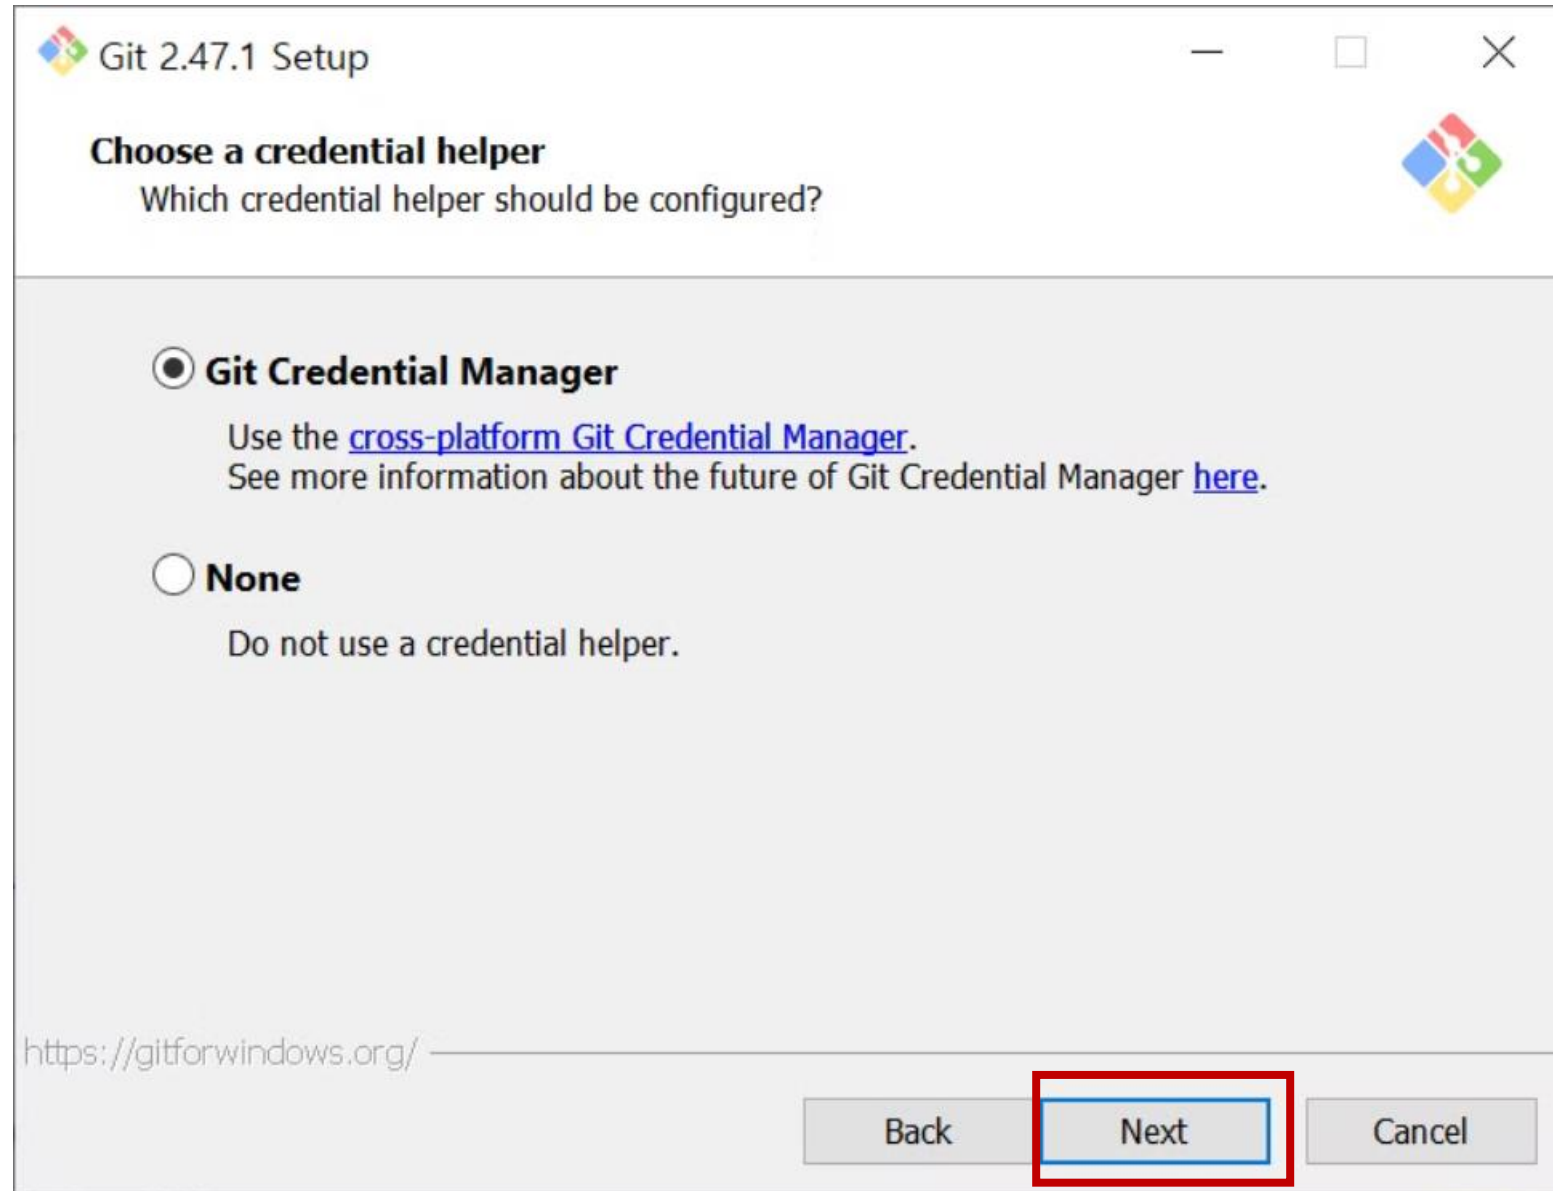 Git 2.47.1 Setup
Choose a credential helper
Which credential helper should be configured?
Git Credential Manager
Use the cross-platform Git Credential Manager.
See more information about the future of Git Credential Manager here.
None
Do not use a credential helper.
https://gitforwindows.org/
Back Next Cancel